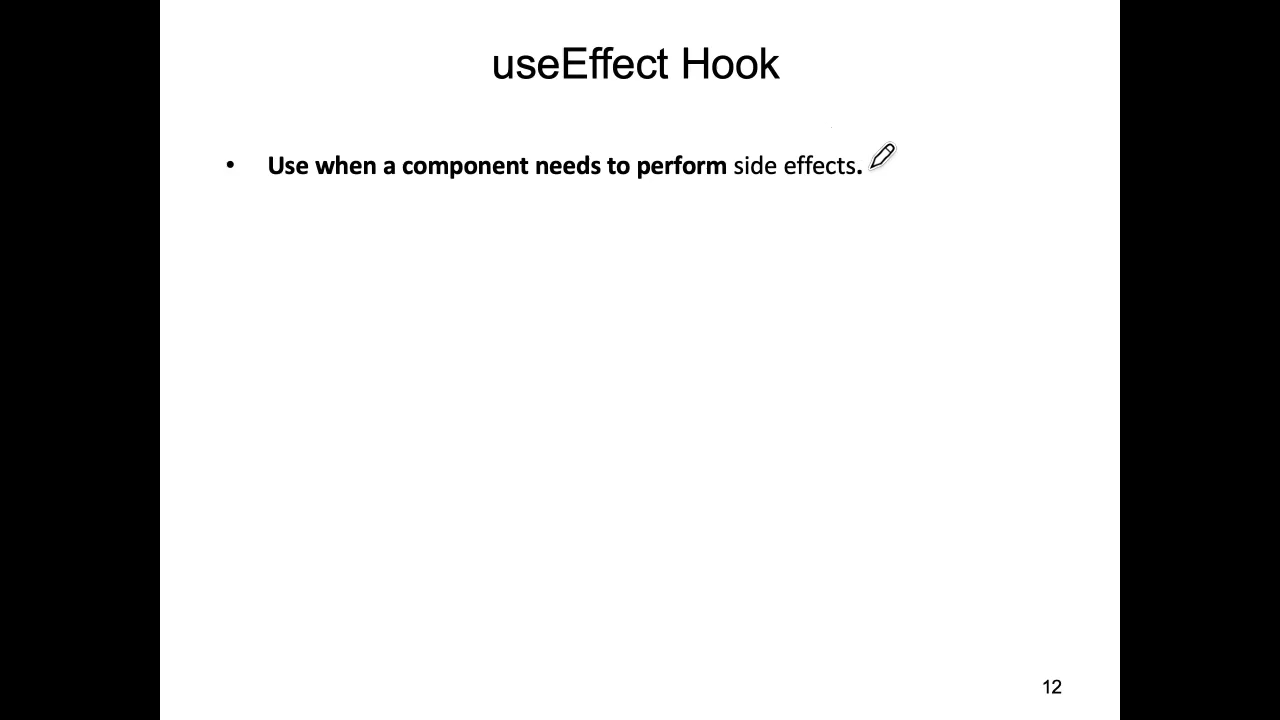 useEffect Hook
• Use when a component needs to perform side effects.
12